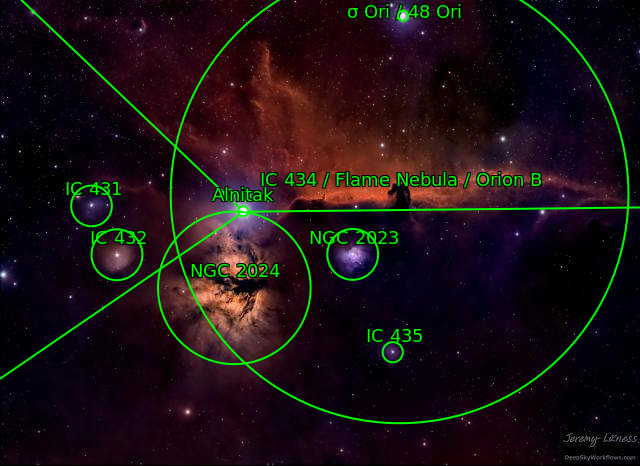 σ Ori / 48 Ori
IC 434 / Flame Nebula / Orion B
IC 431
Alnitak
IC 432
NGC 2023
NGC 2024
IC 435
Jeremy Likness
DeepSkyWorkflows.com